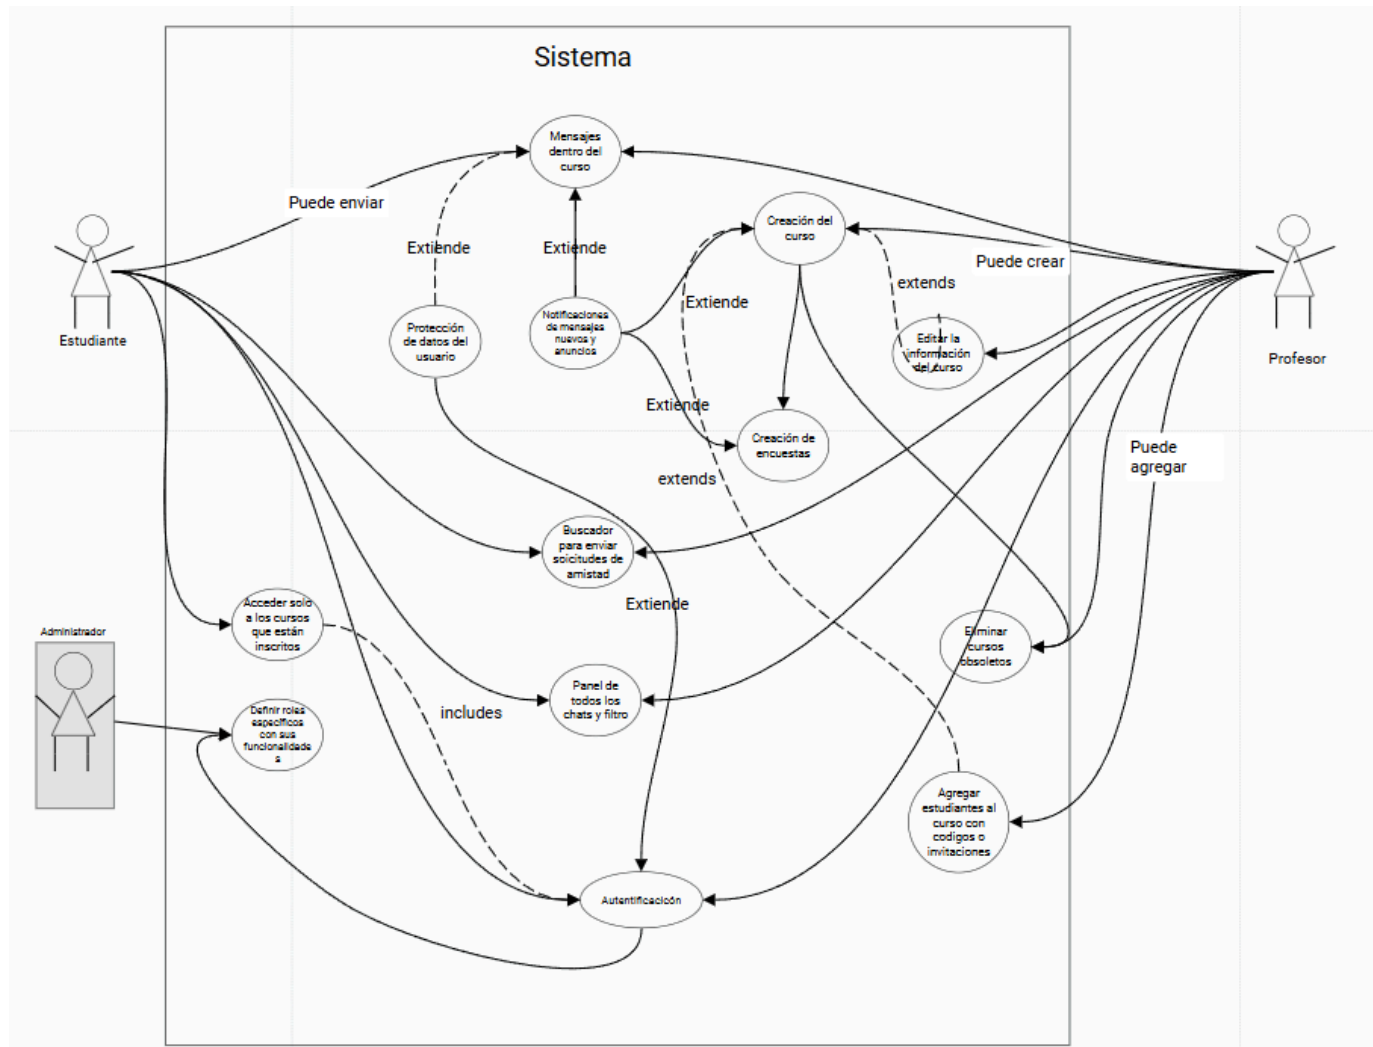 Sistema
Mensajes
dentro del
curso
Puede enviar
Creación del
curso
Extiende
Extiende
Puede crear
extends
Extiende
Notificaciones
de mensajes
nuevos y
anuncios
Protección
de datos del
usuario
Editar la
información
del curso
Estudiante
Profesor
Extiende
Creación de
encuestas
Puede
agregar
extends
Buscador
para enviar
soicitudes de
amistad
Extiende
Acceder solo
a los cursos
que están
inscritos
Eliminar
cursos
obsoletos
Administrador
Panel de
todos los
chats y filtro
includes
Definir roles
específicos
con sus
funcionalidade
s
Agregar
estudiantes al
curso con
codigos o
invitaciones
Autentificacicón